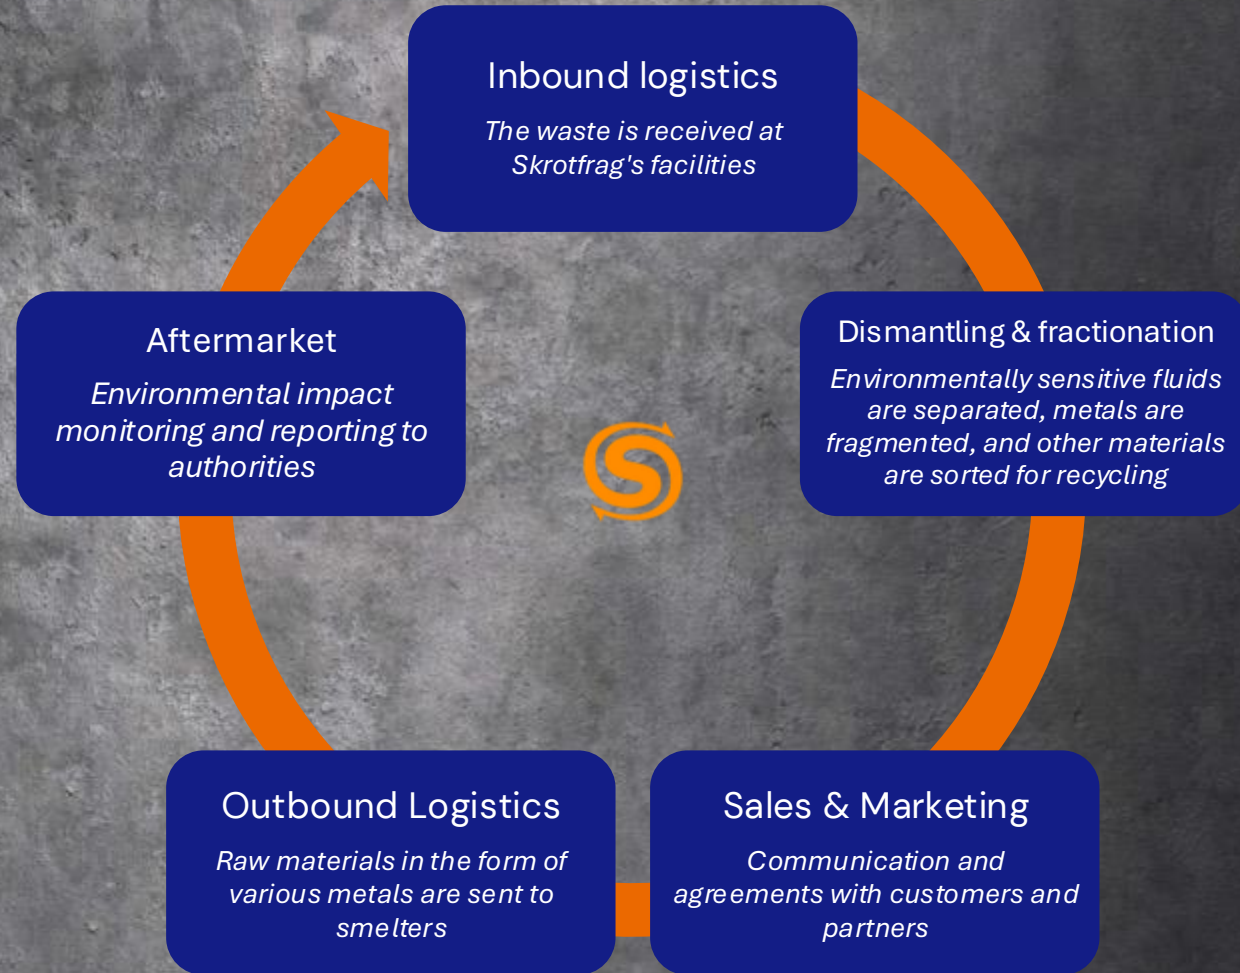 Inbound logistics
The waste is received at
Skrotfrag's facilities
Dismantling & fractionation
Environmentally sensitive fluids
are separated, metals are
fragmented, and other materials
are sorted for recycling
Sales & Marketing
Communication and
agreements with customers and
partners
Outbound Logistics
Raw materials in the form of
various metals are sent to
smelters
Aftermarket
Environmental impact
monitoring and reporting to
authorities
S